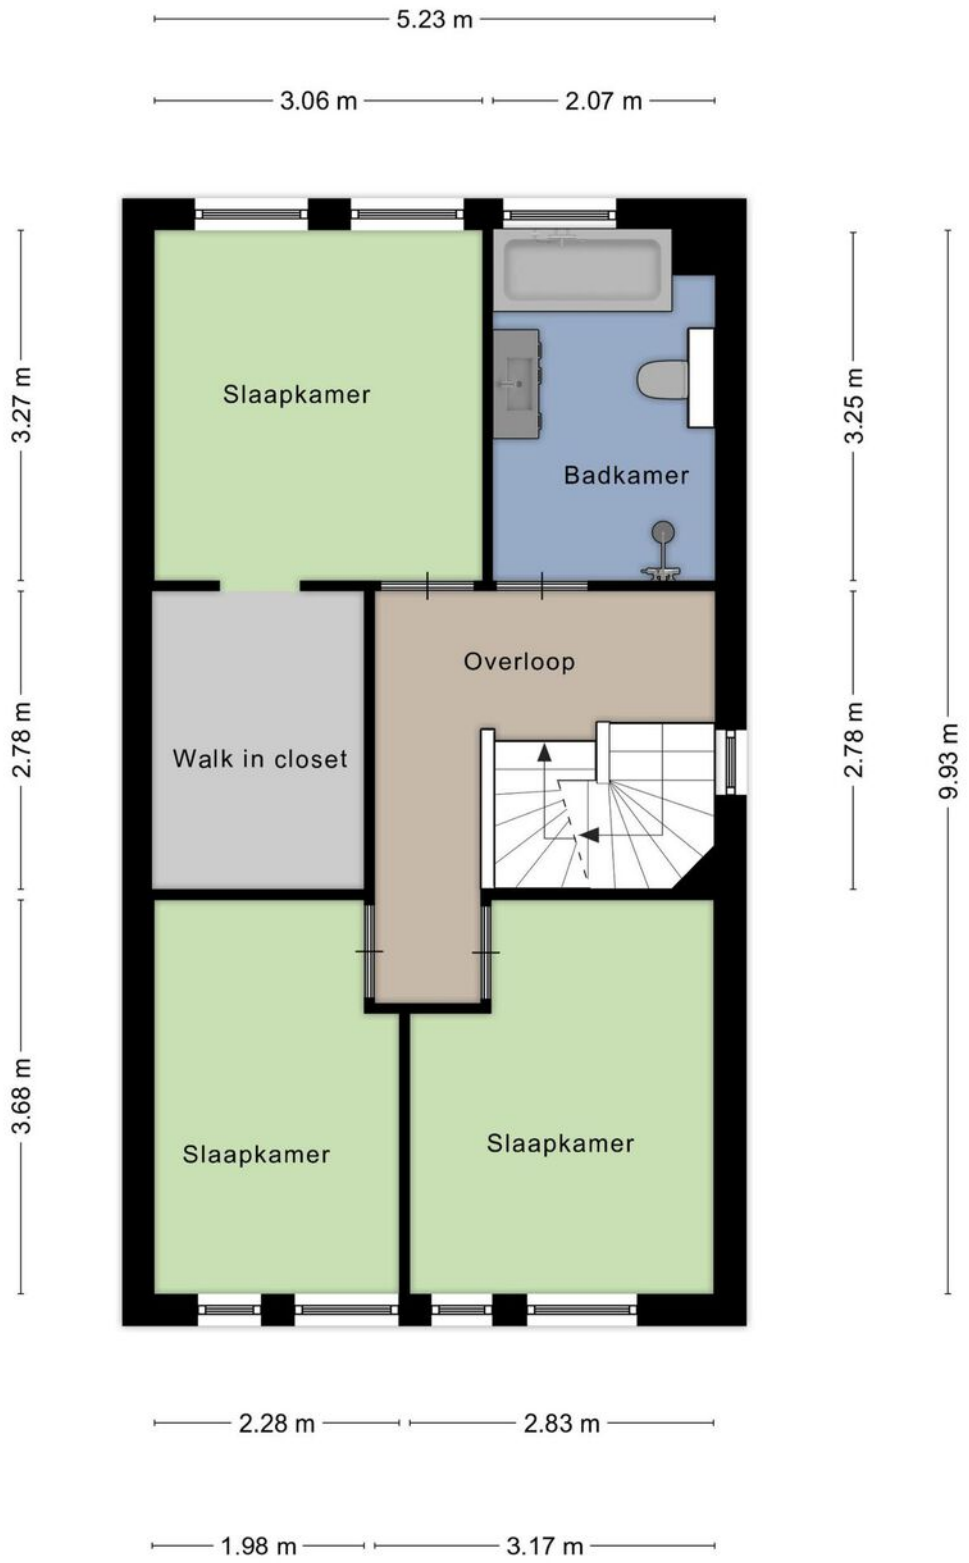 5.23 m
3.06 m
2.07 m
3.27 m
3.25 m
Slaapkamer
Badkamer
Overloop
2.78 m
2.78 m
9.93 m
Walk in closet
3.68 m
Slaapkamer
Slaapkamer
2.28 m
2.83 m
1.98 m
3.17 m